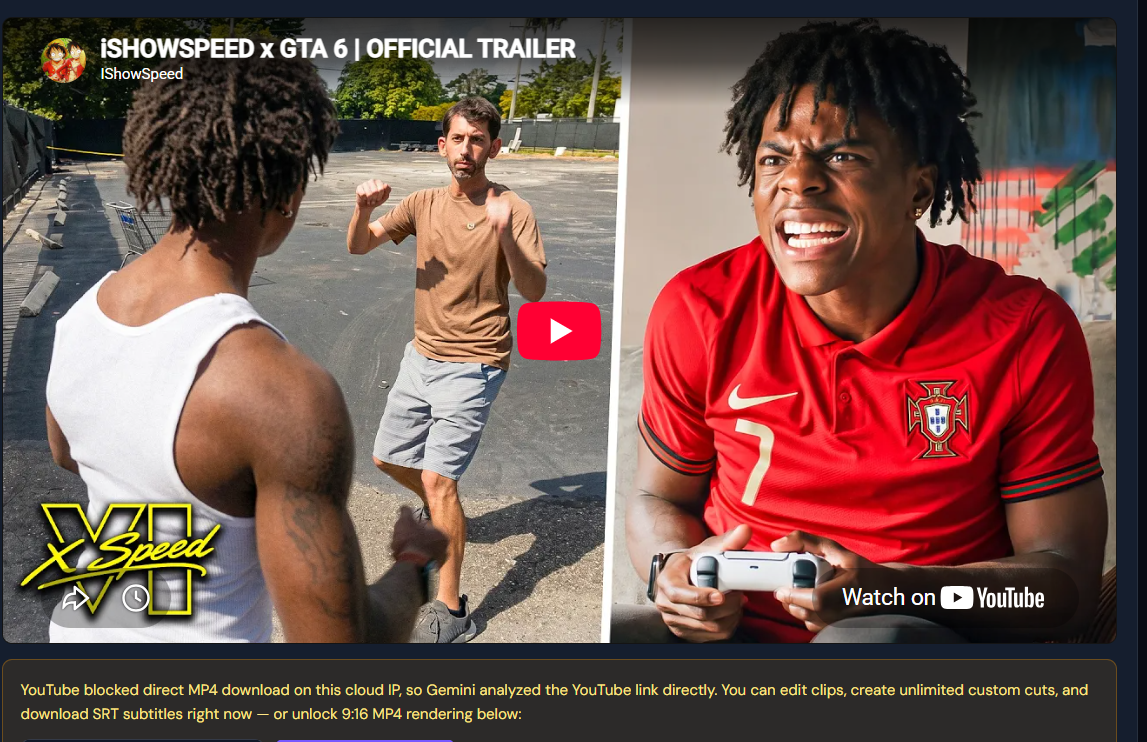 iSHOWSPEED x GTA 6 | OFFICIAL TRAILER
IShowSpeed
7
VI
x Speed
Watch on YouTube
YouTube blocked direct MP4 download on this cloud IP, so Gemini analyzed the YouTube link directly. You can edit clips, create unlimited custom cuts, and
download SRT subtitles right now — or unlock 9:16 MP4 rendering below: